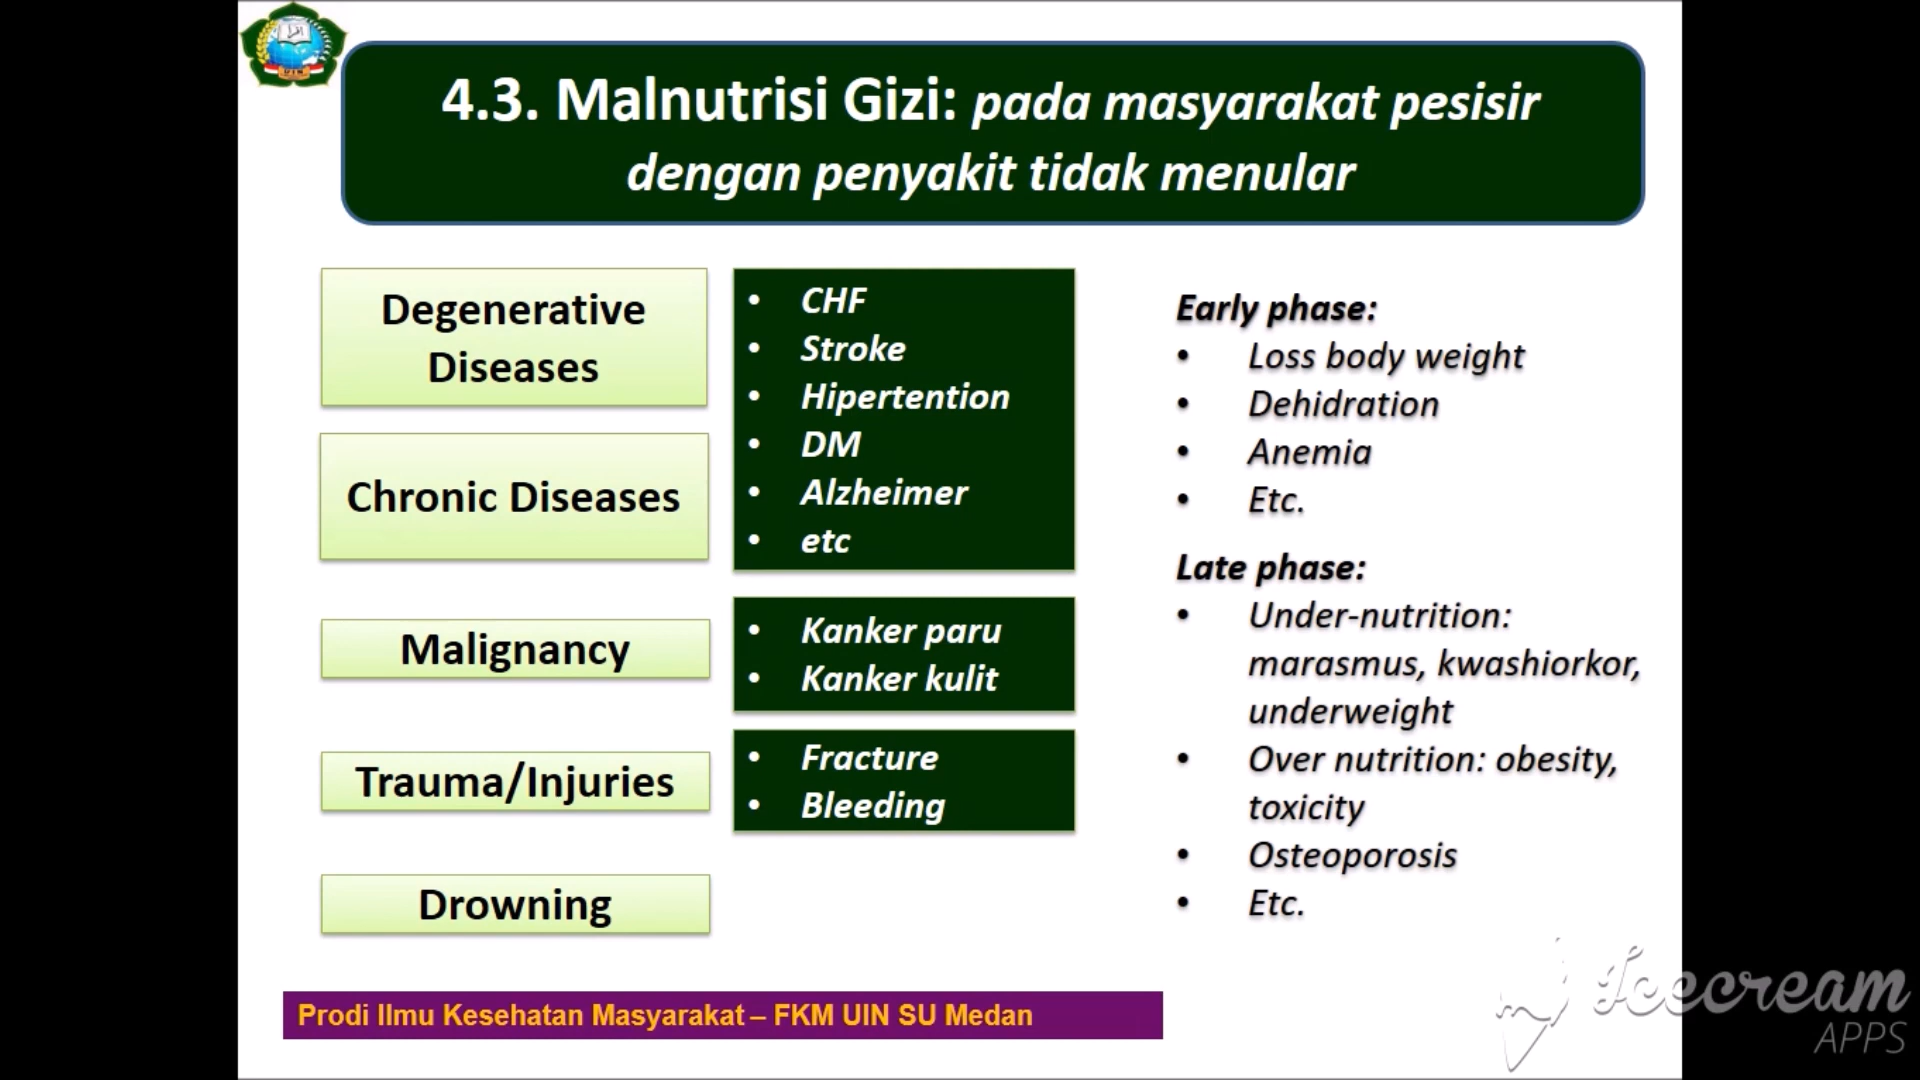 UIN
4.3. Malnutrisi Gizi: pada masyarakat pesisir
dengan penyakit tidak menular
Degenerative
Diseases
Chronic Diseases
• CHF
• Stroke
• Hipertention
• DM
• Alzheimer
• etc
Malignancy
• Kanker paru
• Kanker kulit
Trauma/Injuries
• Fracture
• Bleeding
Drowning
Early phase:
• Loss body weight
• Dehidration
• Anemia
• Etc.
Late phase:
• Under-nutrition:
marasmus, kwashiorkor,
underweight
• Over nutrition: obesity,
toxicity
• Osteoporosis
• Etc.
Prodi Ilmu Kesehatan Masyarakat – FKM UIN SU Medan
Icecream
APPS